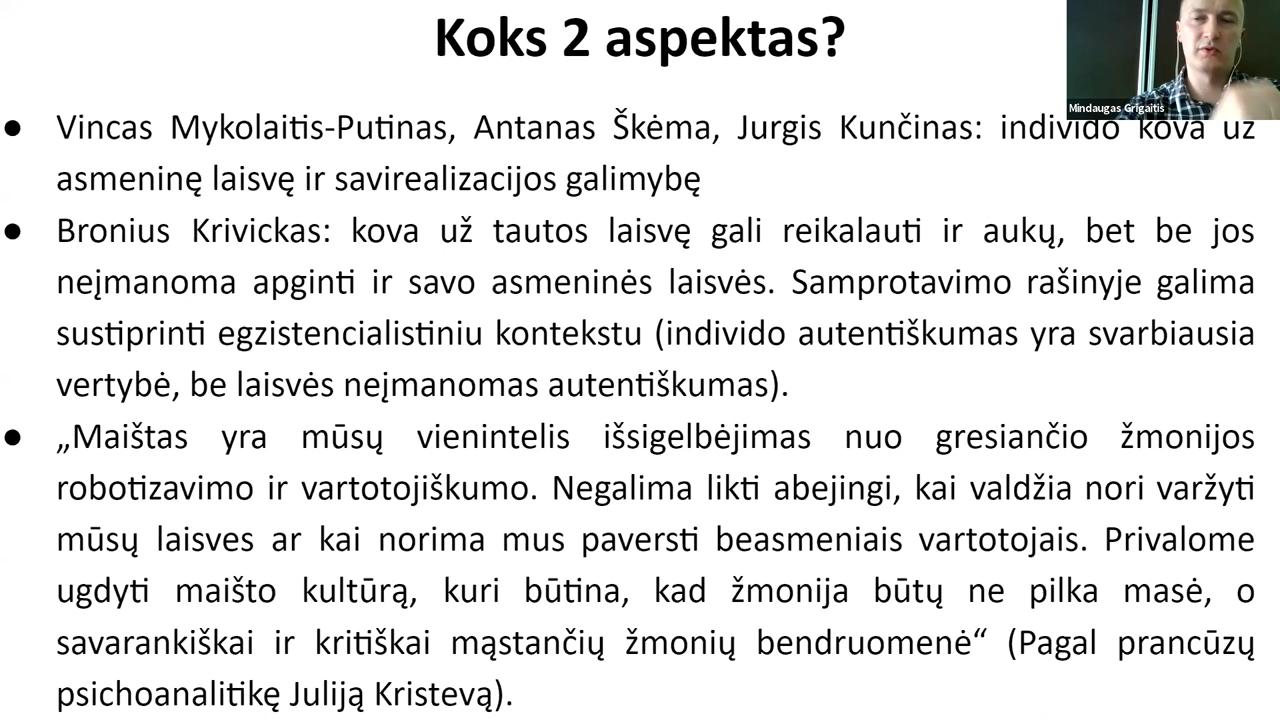 Koks 2 aspektas?
Mindaugas Grigaitis
● Vincas Mykolaitis-Putinas, Antanas Škėma, Jurgis Kunčinas: individo kova už
asmeninę laisvę ir savirealizacijos galimybę
● Bronius Krivickas: kova už tautos laisvę gali reikalauti ir aukų, bet be jos
neįmanoma apginti ir savo asmeninės laisvės. Samprotavimo rašinyje galima
sustiprinti egzistencialistiniu kontekstu (individo autentiškumas yra svarbiausia
vertybė, be laisvės neįmanomas autentiškumas).
● „Maištas yra mūsų vienintelis išsigelbėjimas nuo gresiančio žmonijos
robotizavimo ir vartotojiškumo. Negalima likti abejingi, kai valdžia nori varžyti
mūsų laisves ar kai norima mus paversti beasmeniais vartotojais. Privalome
ugdyti maišto kultūrą, kuri būtina, kad žmonija būtų ne pilka masė, o
savarankiškai ir kritiškai mąstančių žmonių bendruomenė“ (Pagal prancūzų
psichoanalitikę Juliją Kristevą).